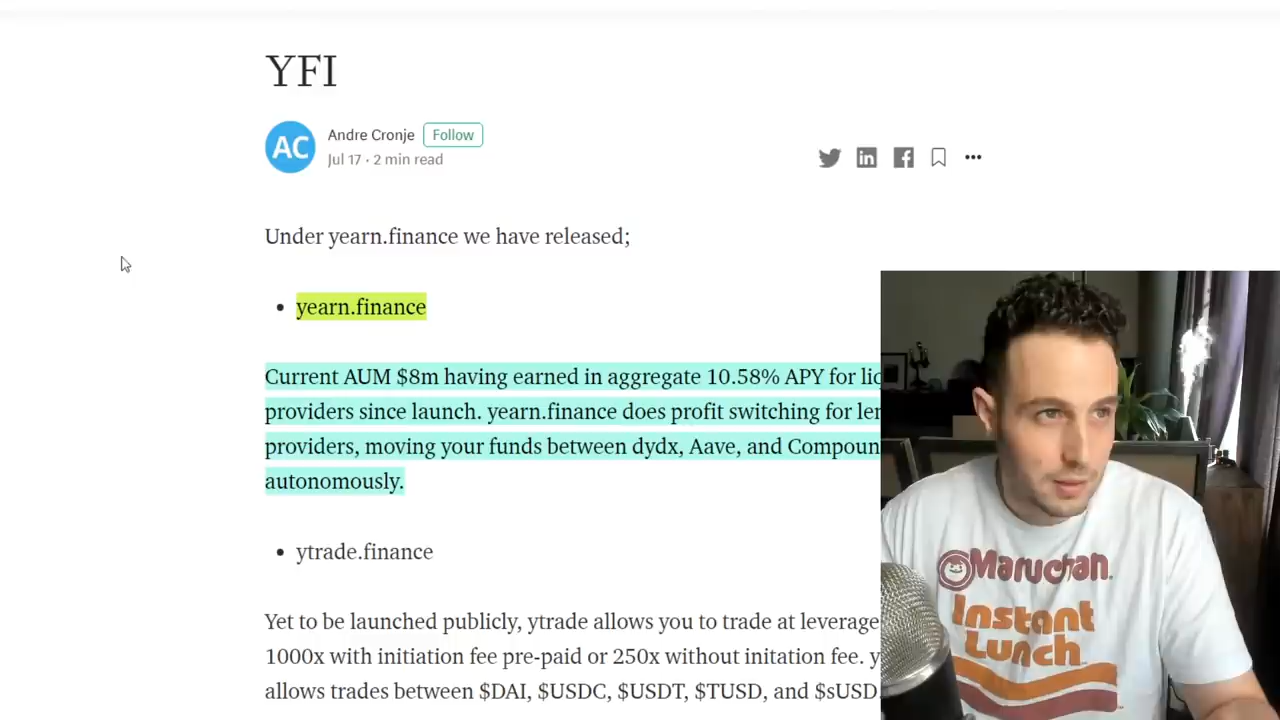 YFI
AC
Andre Cronje Follow
Jul 17 · 2 min read
Under yearn.finance we have released;
• yearn.finance
Current AUM $8m having earned in aggregate 10.58% APY for
providers since launch. yearn.finance does profit switching for
providers, moving your funds between dydx, Aave, and Compoun
autonomously.
• ytrade.finance
Yet to be launched publicly, ytrade allows you to trade at leverage
1000x with initiation fee pre-paid or 250x without initation fee. y
allows trades between $DAI, $USDC, $USDT, $TUSD, and $sUSD
Maruchan.
Instant
Lunch